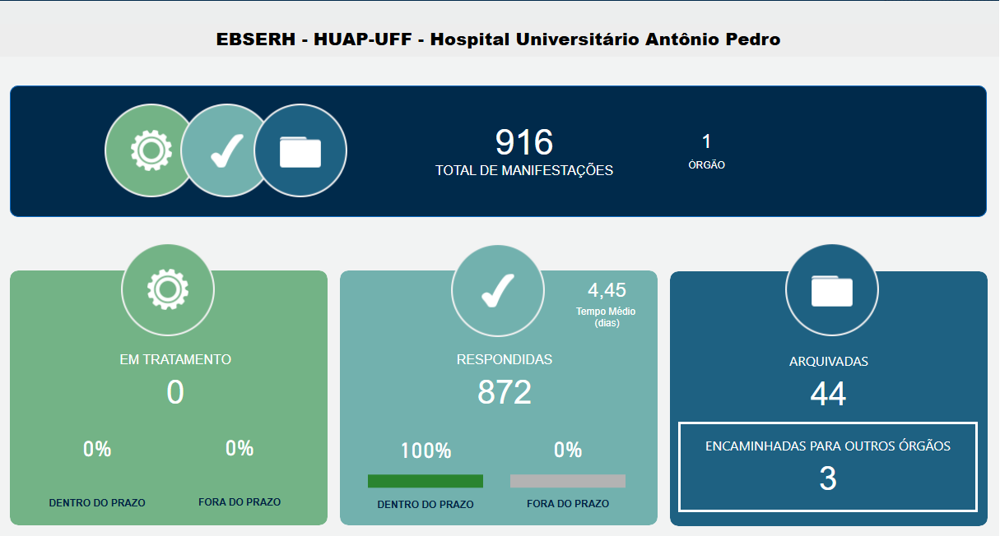 EBSERH - HUAP-UFF - Hospital Universitário Antônio Pedro
916
TOTAL DE MANIFESTAÇÕES
1
ÓRGÃO
EM TRATAMENTO
0
0%
0%
DENTRO DO PRAZO
FORA DO PRAZO
4,45
Tempo Médio
(dias)
RESPONDIDAS
872
100%
0%
DENTRO DO PRAZO
FORA DO PRAZO
ARQUIVADAS
44
ENCAMINHADAS PARA OUTROS ÓRGÃOS
3